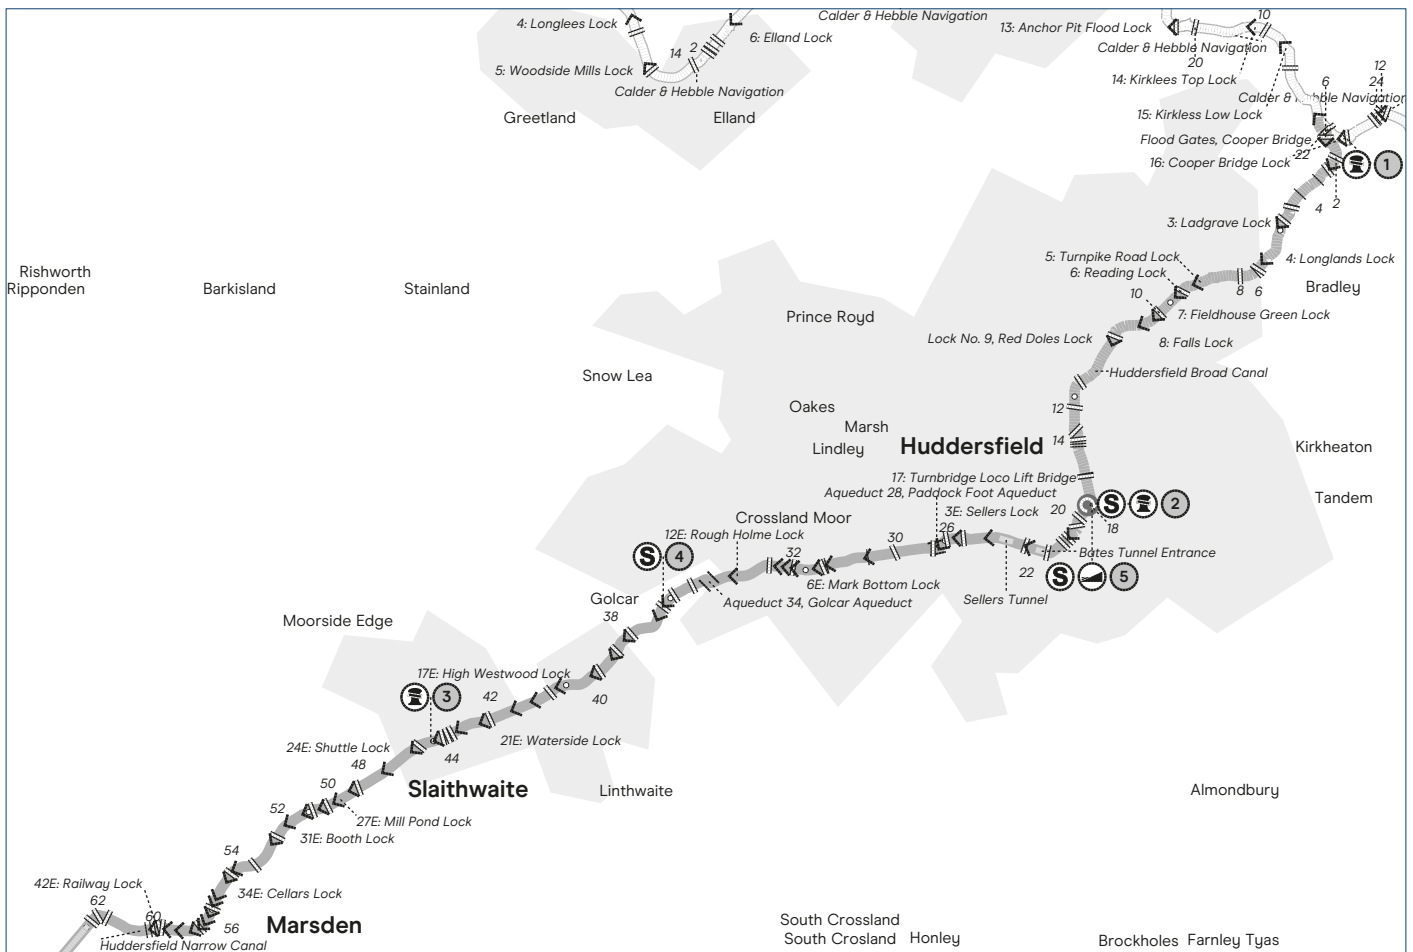 4: Longlees Lock
Calder & Hebble Navigation
13: Anchor Pit Flood Lock
10
6: Elland Lock
14
2
Calder & Hebble Navigation
20
5: Woodside Mills Lock
12
14: Kirklees Top Lock
6
24
Calder & Hebble Navigation
Calder & Hebble Navigation
Greetland
Elland
15: Kirkless Low Lock
Flood Gates, Cooper Bridge
22
16: Cooper Bridge Lock
1
4
2
3: Ladgrave Lock
5: Turnpike Road Lock
4: Longlands Lock
Rishworth
6: Reading Lock
Ripponden
Barkisland
Stainland
10
8
6
Bradley
Prince Royd
7: Fieldhouse Green Lock
Lock No. 9, Red Doles Lock
8: Falls Lock
Snow Lea
Huddersfield Broad Canal
Oakes
12
Marsh
14
Lindley
Huddersfield
Kirkheaton
17: Turnbridge Loco Lift Bridge
Aqueduct 28, Paddock Foot Aqueduct
Tandem
3E: Sellers Lock
20
S
2
18
Crossland Moor
26
12E: Rough Holme Lock
30
S
4
32
Bates Tunnel Entrance
22
S
5
6E: Mark Bottom Lock
Golcar
Aqueduct 34, Golcar Aqueduct
Sellers Tunnel
38
Moorside Edge
17E: High Westwood Lock
3
42
40
24E: Shuttle Lock
21E: Waterside Lock
44
48
50
Slaithwaite
Linthwaite
Almondbury
52
27E: Mill Pond Lock
31E: Booth Lock
54
42E: Railway Lock
34E: Cellars Lock
62
60
56
Marsden
Huddersfield Narrow Canal
South Crossland
South Crosland
Honley
Brockholes
Farnley Tyas